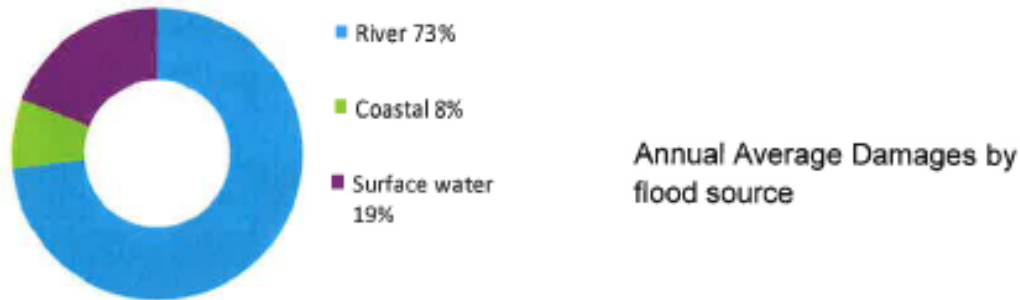 River 73%
Coastal 8%
Surface water
19%
Annual Average Damages by
flood source